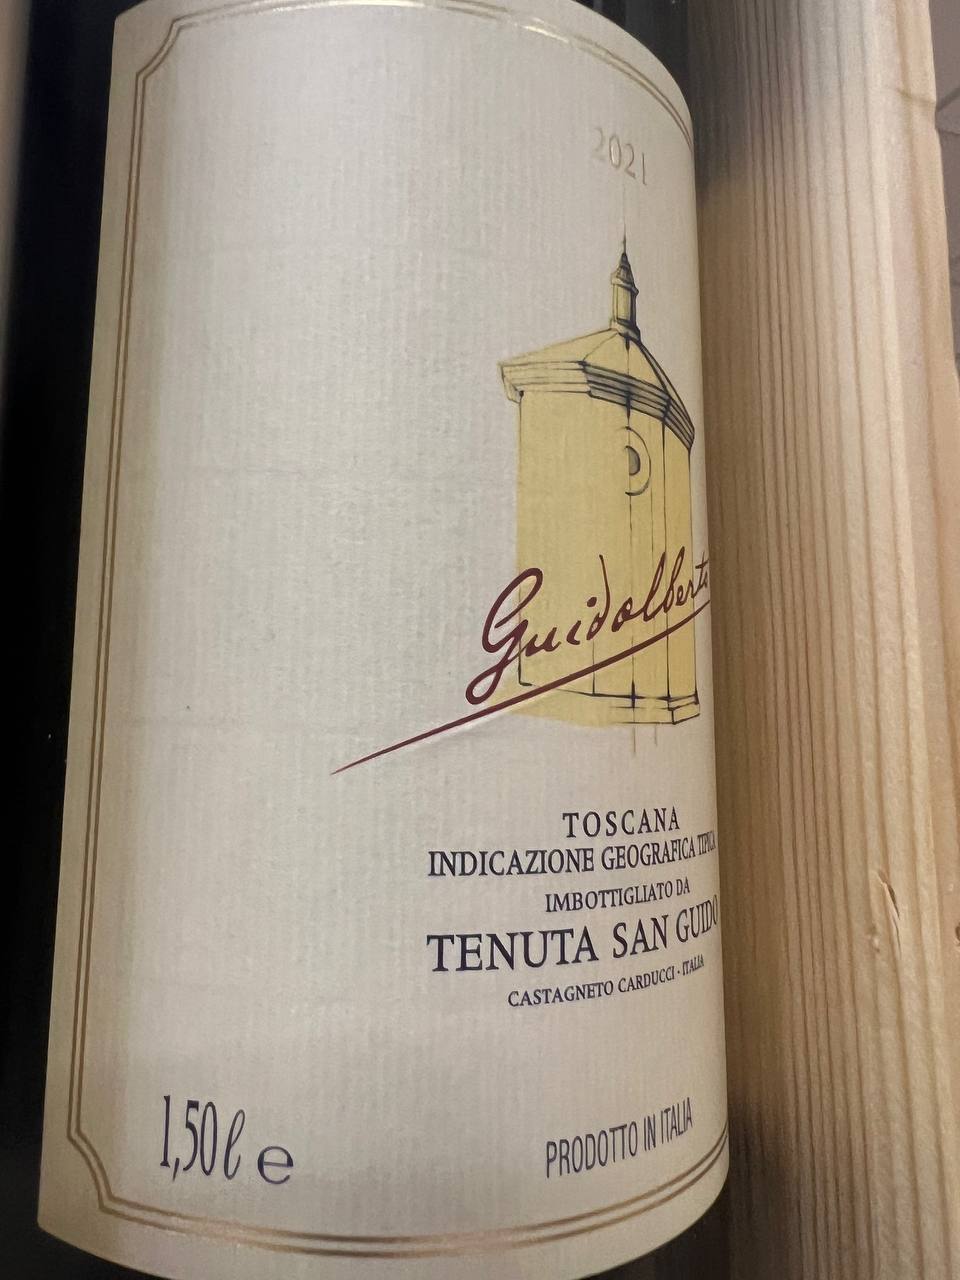 2021
Guidalberto
TOSCANA
INDICAZIONE GEOGRAFICA TIPICA
IMBOTTIGLIATO DA
TENUTA SAN GUIDO
CASTAGNETO CARDUCCI - ITALIA
1,50 ℓ e
PRODOTTO IN ITALIA